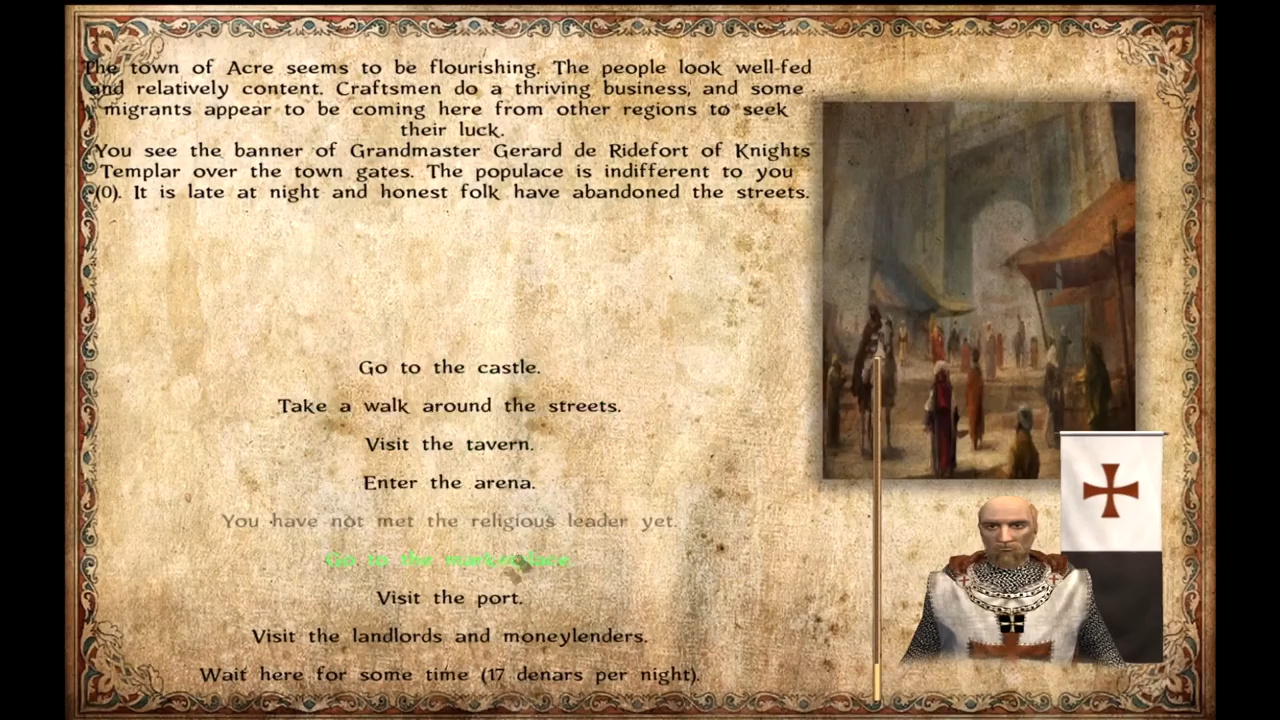 The town of Acre seems to be flourishing. The people look well-fed
and relatively content. Craftsmen do a thriving business, and some
migrants appear to be coming here from other regions to seek
their luck.
You see the banner of Grandmaster Gerard de Ridefort of Knights
Templar over the town gates. The populace is indifferent to you
(0). It is late at night and honest folk have abandoned the streets.
Go to the castle.
Take a walk around the streets.
Visit the tavern.
Enter the arena.
You have not met the religious leader yet.
Go to the marketplace.
Visit the port.
Visit the landlords and moneylenders.
Wait here for some time (17 denars per night).